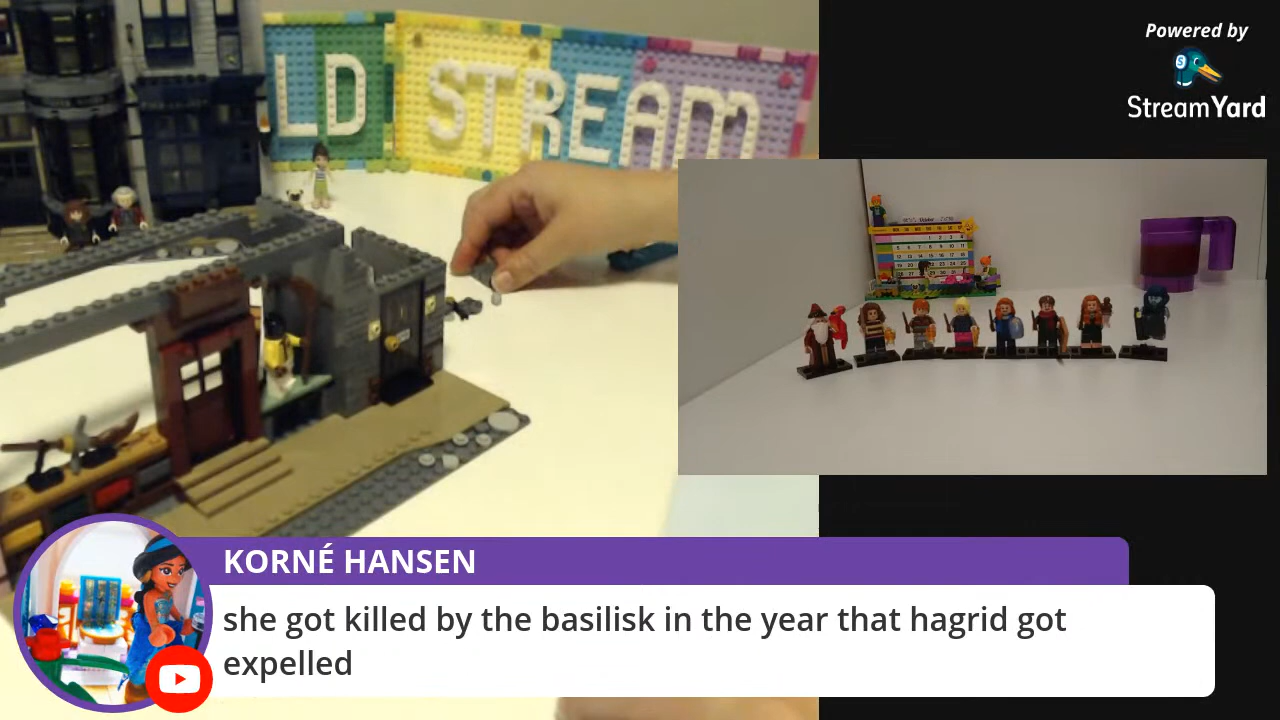 LD STREAM
Powered by
StreamYard
KORNÉ HANSEN
she got killed by the basilisk in the year that hagrid got
expelled